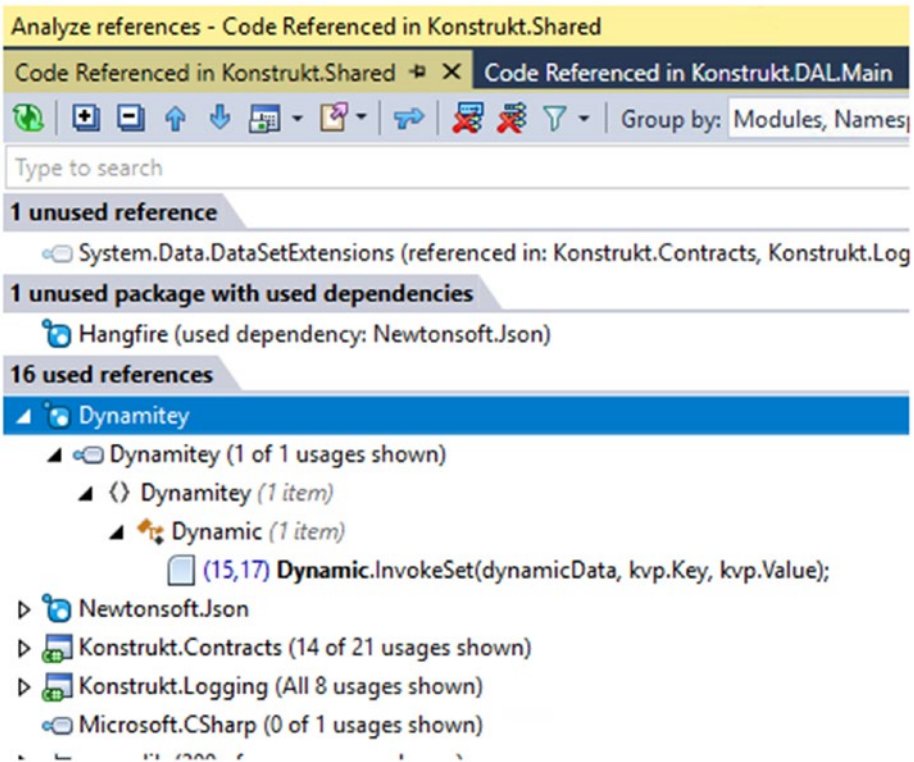 Analyze references - Code Referenced in Konstrukt.Shared
Code Referenced in Konstrukt.Shared Code Referenced in Konstrukt.DAL.Main
Group by: Modules, Names
Type to search
1 unused reference
System.Data.DataSetExtensions (referenced in: Konstrukt.Contracts, Konstrukt.Log
1 unused package with used dependencies
Hangfire (used dependency: Newtonsoft.Json)
16 used references
Dynamitey
Dynamitey (1 of 1 usages shown)
Dynamitey (1 item)
Dynamic (1 item)
(15,17) Dynamic.InvokeSet(dynamicData, kvp.Key, kvp.Value);
Newtonsoft.Json
Konstrukt.Contracts (14 of 21 usages shown)
Konstrukt.Logging (All 8 usages shown)
Microsoft.CSharp (0 of 1 usages shown)